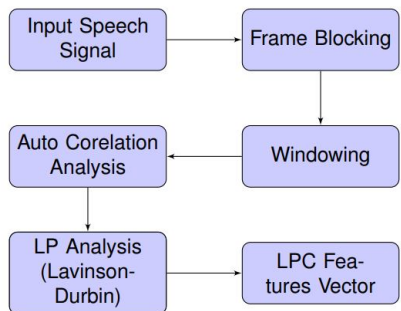 Input Speech
Signal
Frame Blocking
Windowing
Auto Corelation
Analysis
LP Analysis
(Lavinson-
Durbin)
LPC Fea-
tures Vector